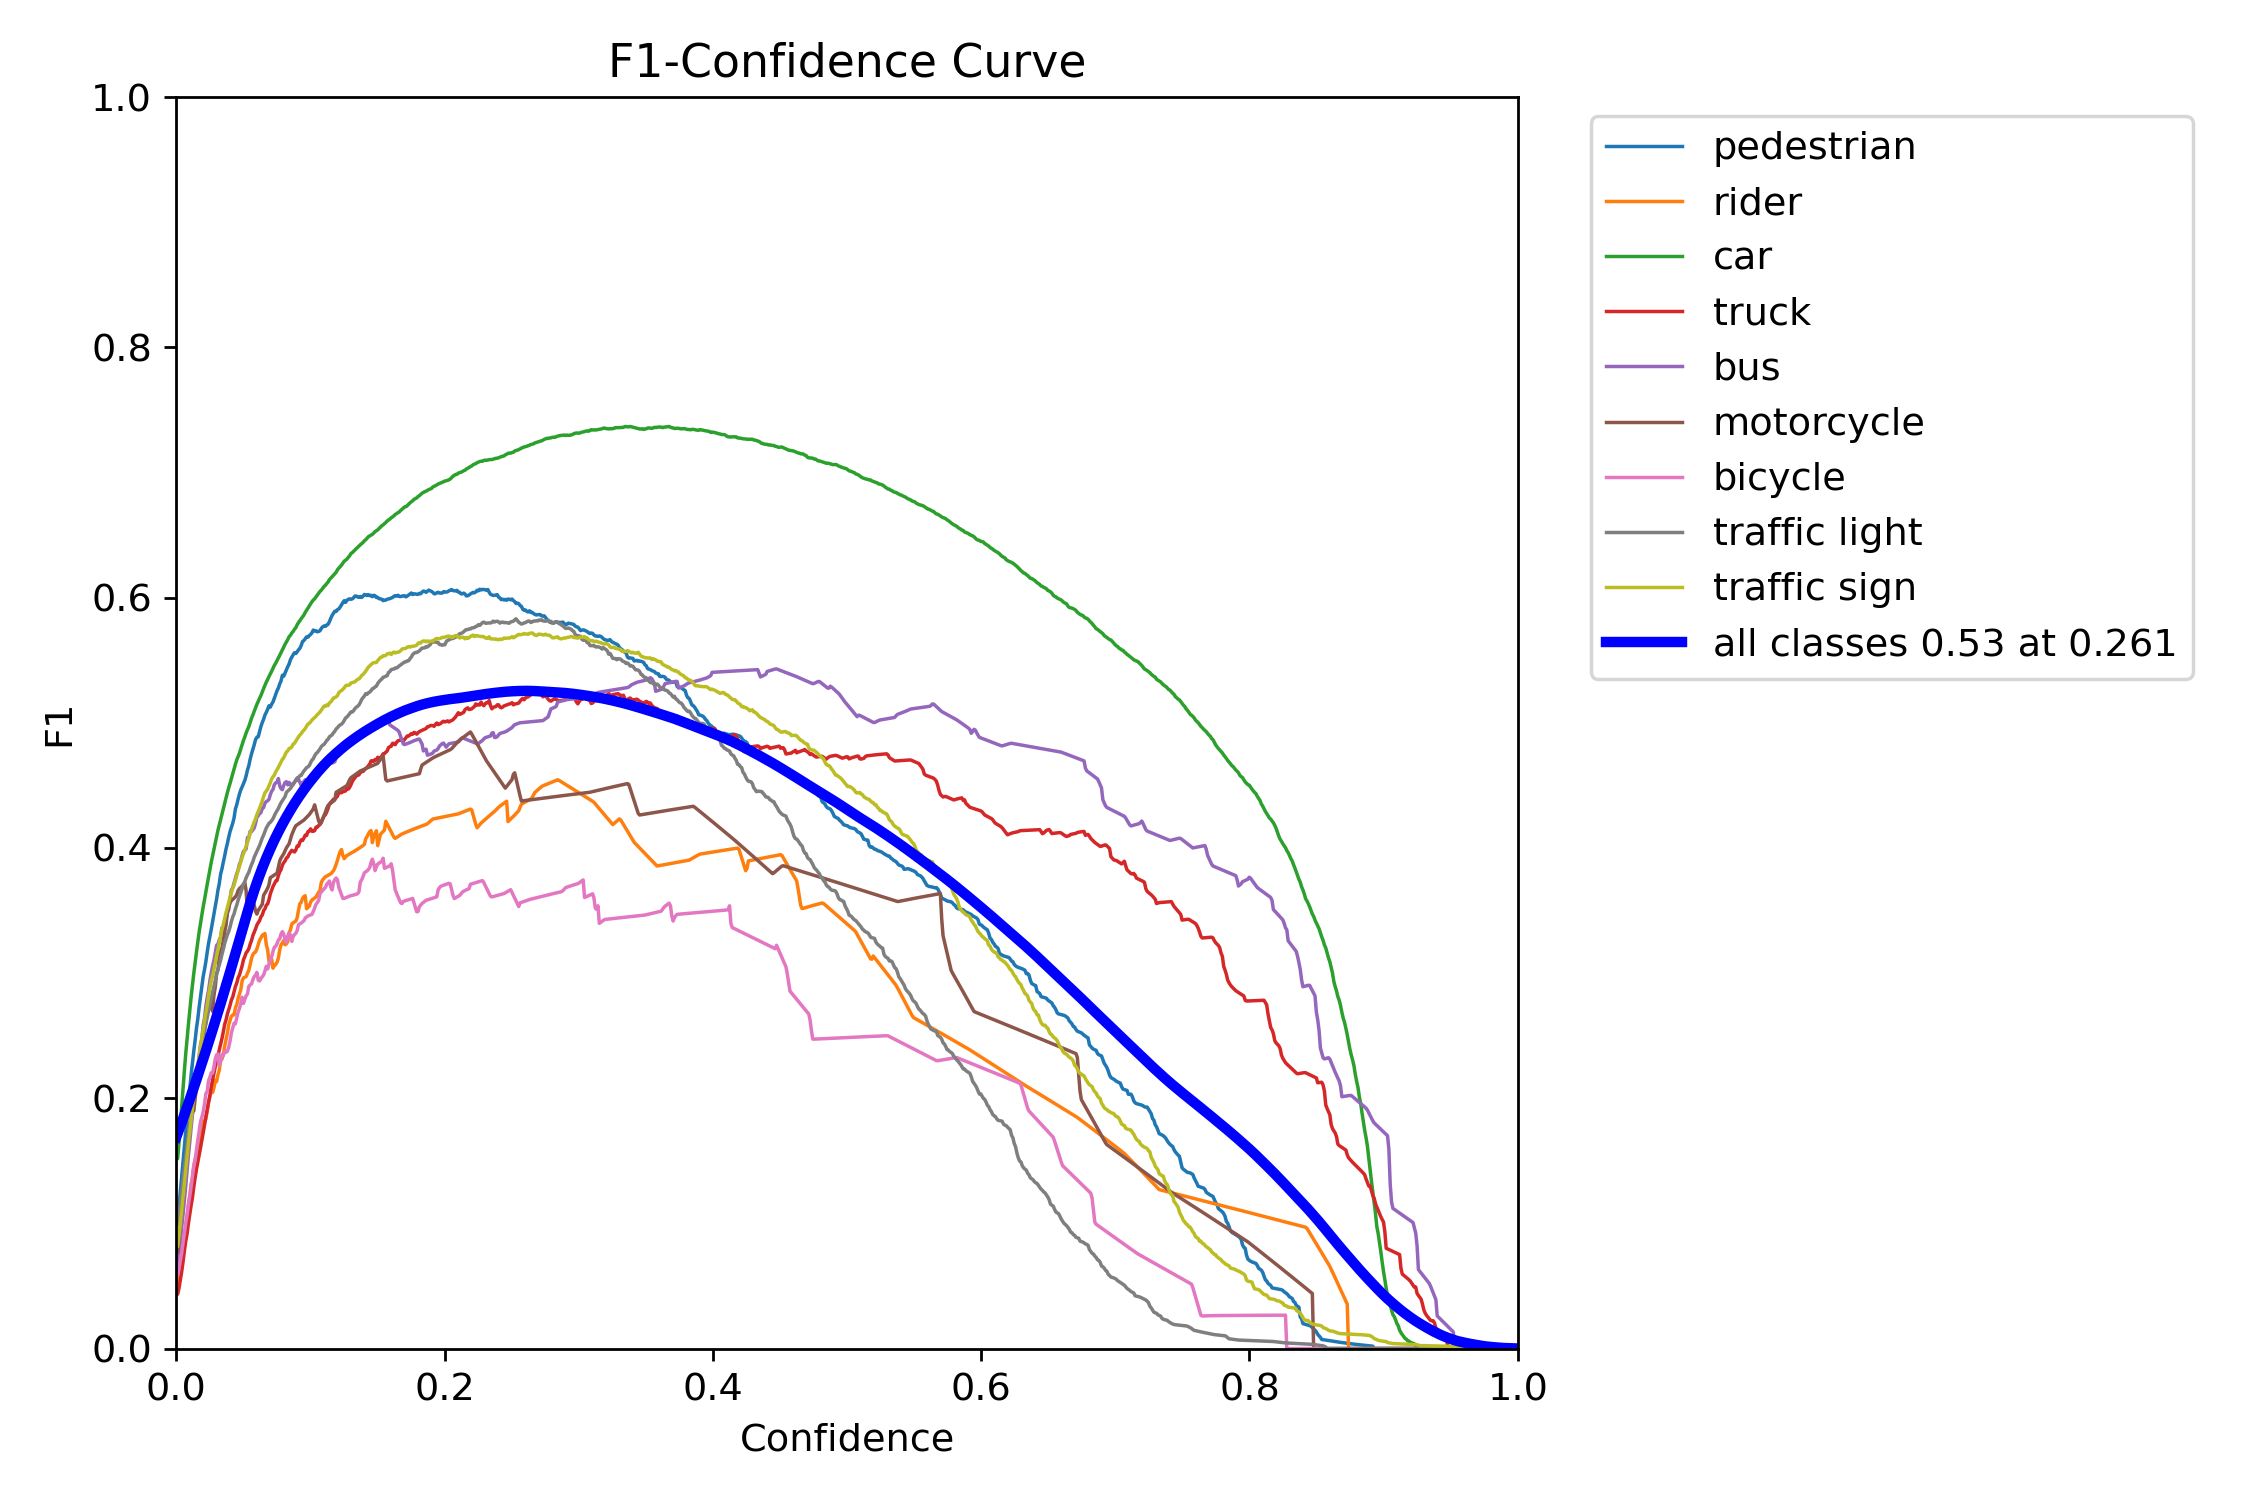 F1-Confidence Curve
1.0
0.8
0.6
0.4
0.2
0.0
F1
0.0 0.2 0.4 0.6 0.8 1.0
Confidence
pedestrian
rider
car
truck
bus
motorcycle
bicycle
traffic light
traffic sign
all classes 0.53 at 0.261